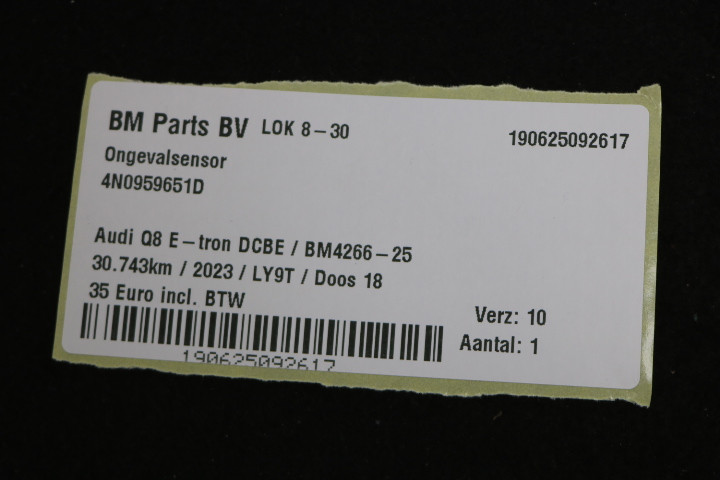 BM Parts BV LOK 8-30 190625092617
Ongevalsensor
4N0959651D
Audi Q8 E-tron DCBE / BM4266-25
30.743km / 2023 / LY9T / Doos 18
35 Euro incl. BTW
Verz: 10
Aantal: 1
190625092617